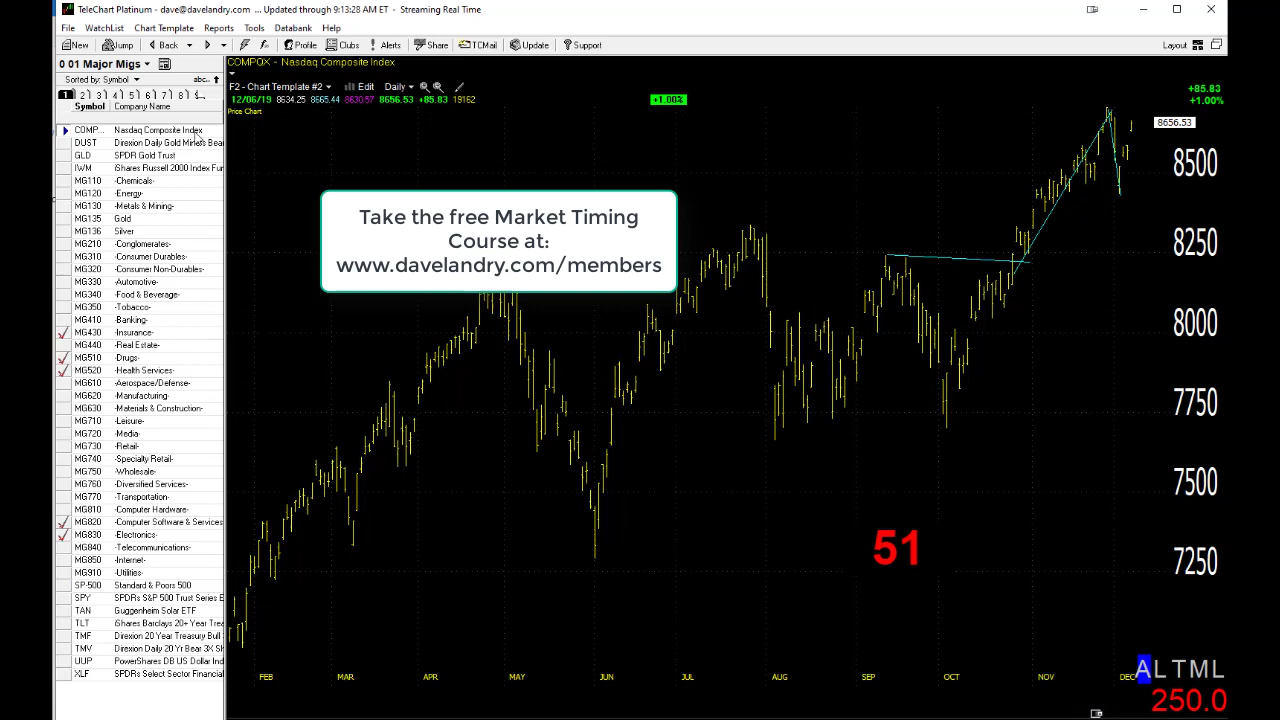 TeleChart Platinum - dave@davelandry.com ... Updated through 9:13:28 AM ET - Streaming Real Time
File WatchList Chart Template Reports Tools Databank Help
New Jump Back Profile Clubs Alerts Share TCMail Update Support Layout
0 01 Major Migs
Sorted by: Symbol abc..
1 2 3 4 5 6 7 8
Symbol Company Name
COMP... Nasdaq Composite Index
DUST Direxion Daily Gold Miners Bear
GLD SPDR Gold Trust
IWM iShares Russell 2000 Index Fun
MG110 -Chemicals-
MG120 -Energy-
MG130 -Metals & Mining-
MG135 Gold
MG136 Silver
MG210 -Conglomerates-
MG310 -Consumer Durables-
MG320 -Consumer Non-Durables-
MG330 -Automotive-
MG340 -Food & Beverage-
MG350 -Tobacco-
MG410 -Banking-
MG430 -Insurance-
MG440 -Real Estate-
MG510 -Drugs-
MG520 -Health Services-
MG610 -Aerospace/Defense-
MG620 -Manufacturing-
MG630 -Materials & Construction-
MG710 -Leisure-
MG720 -Media-
MG730 -Retail-
MG740 -Specialty Retail-
MG750 -Wholesale-
MG760 -Diversified Services-
MG770 -Transportation-
MG810 -Computer Hardware-
MG820 -Computer Software & Services
MG830 -Electronics-
MG840 -Telecommunications-
MG850 -Internet-
MG910 -Utilities-
SP-500 Standard & Poors 500
SPY SPDRs S&P 500 Trust Series E
TAN Guggenheim Solar ETF
TLT iShares Barclays 20+ Year Treas
TMF Direxion 20 Year Treasury Bull
TMV Direxion Daily 20 Yr Bear 3X Sh
UUP PowerShares DB US Dollar Ind
XLF SPDRs Select Sector Financial
COMPQX - Nasdaq Composite Index
F2 - Chart Template #2 Edit Daily
12/06/19 8634.25 8665.44 8630.57 8656.53 +85.83 19162
+1.00%
+85.83
+1.00%
Price Chart
8656.53
8500
8250
8000
7750
7500
7250
Take the free Market Timing
Course at:
www.davelandry.com/members
51
FEB MAR APR MAY JUN JUL AUG SEP OCT NOV DEC
ALTML
250.0